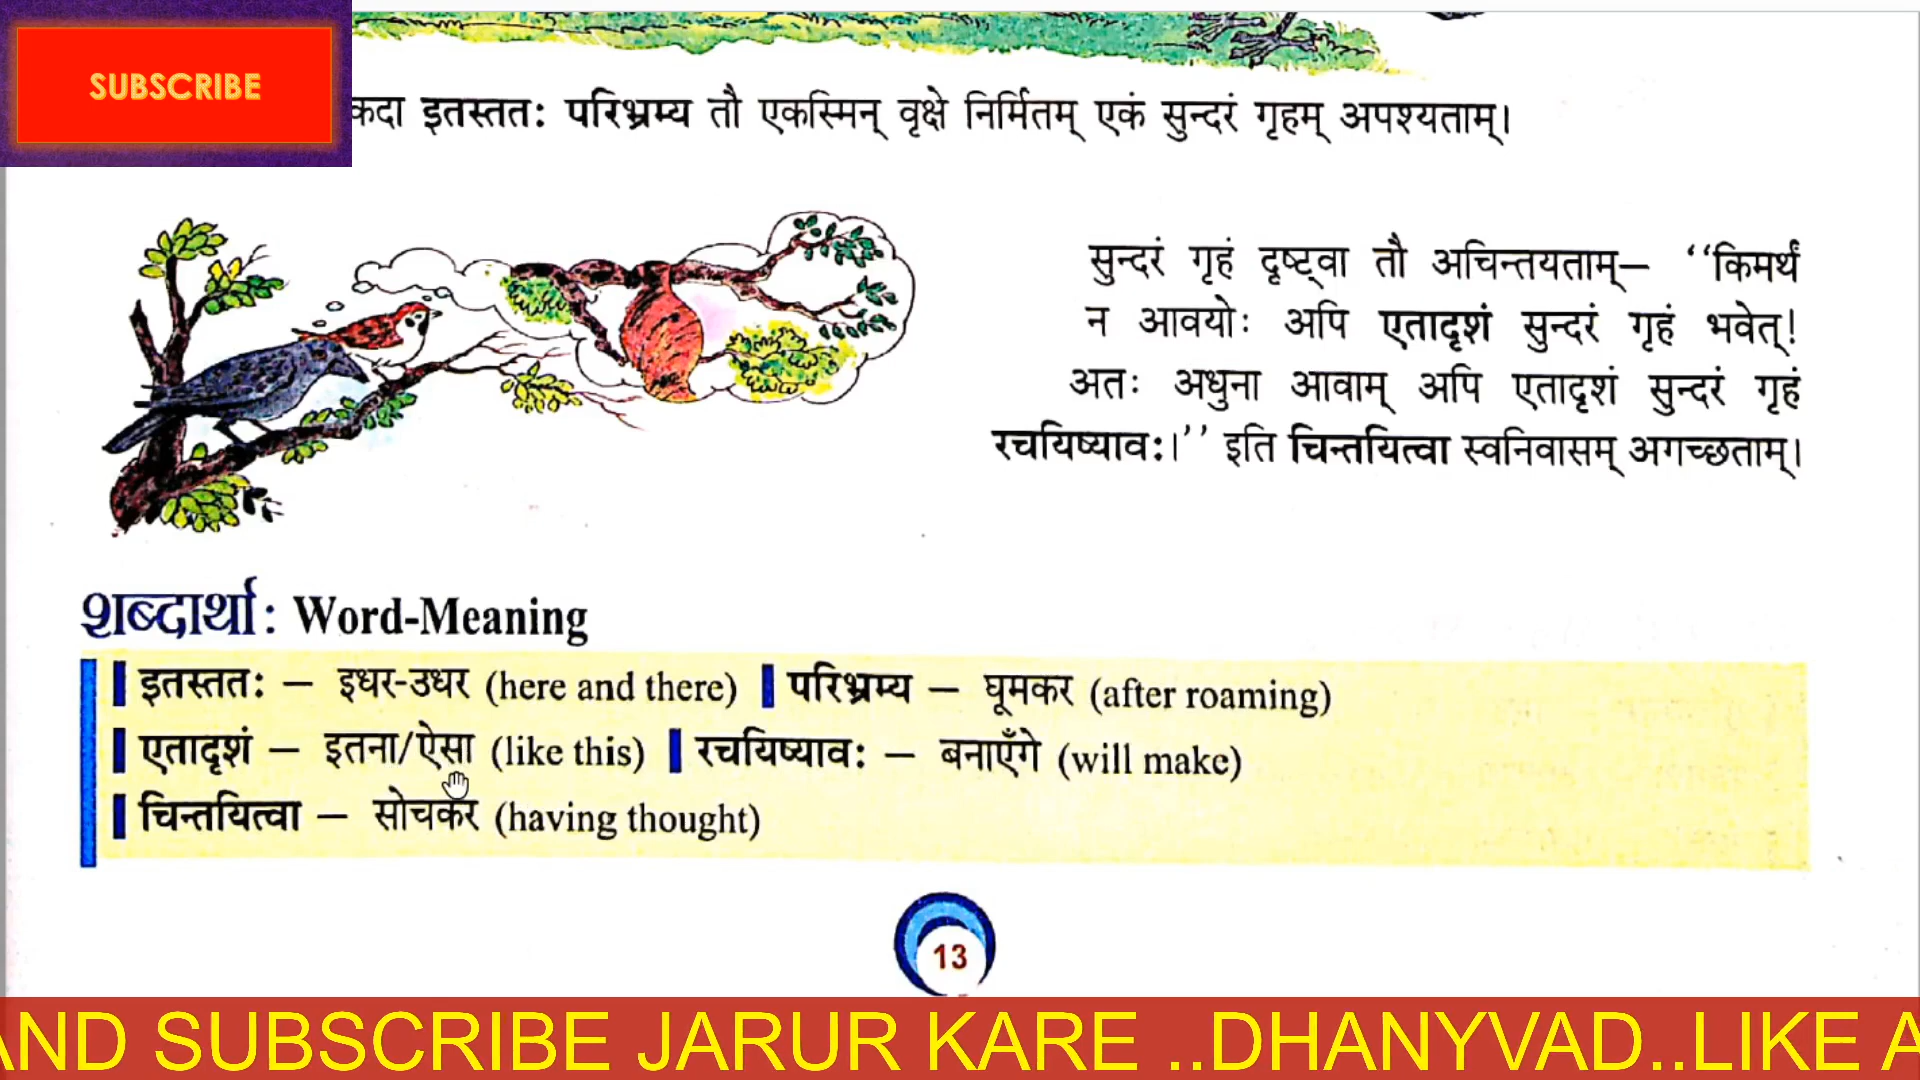 SUBSCRIBE
कदा इतस्ततः परिभ्रम्य तौ एकस्मिन् वृक्षे निर्मितम् एकं सुन्दरं गृहम् अपश्यताम्।
सुन्दरं गृहं दृष्ट्वा तौ अचिन्तयताम्— ‘‘किमर्थं
न आवयोः अपि एतादृशं सुन्दरं गृहं भवेत्!
अतः अधुना आवाम् अपि एतादृशं सुन्दरं गृहं
रचयिष्यावः।’’ इति चिन्तयित्वा स्वनिवासम् अगच्छताम्।
शब्दार्थाः Word-Meaning
इतस्ततः — इधर-उधर (here and there) परिभ्रम्य — घूमकर (after roaming)
एतादृशं — इतना/ऐसा (like this) रचयिष्यावः — बनाएँगे (will make)
चिन्तयित्वा — सोचकर (having thought)
13
AND SUBSCRIBE JARUR KARE ..DHANYVAD..LIKE A